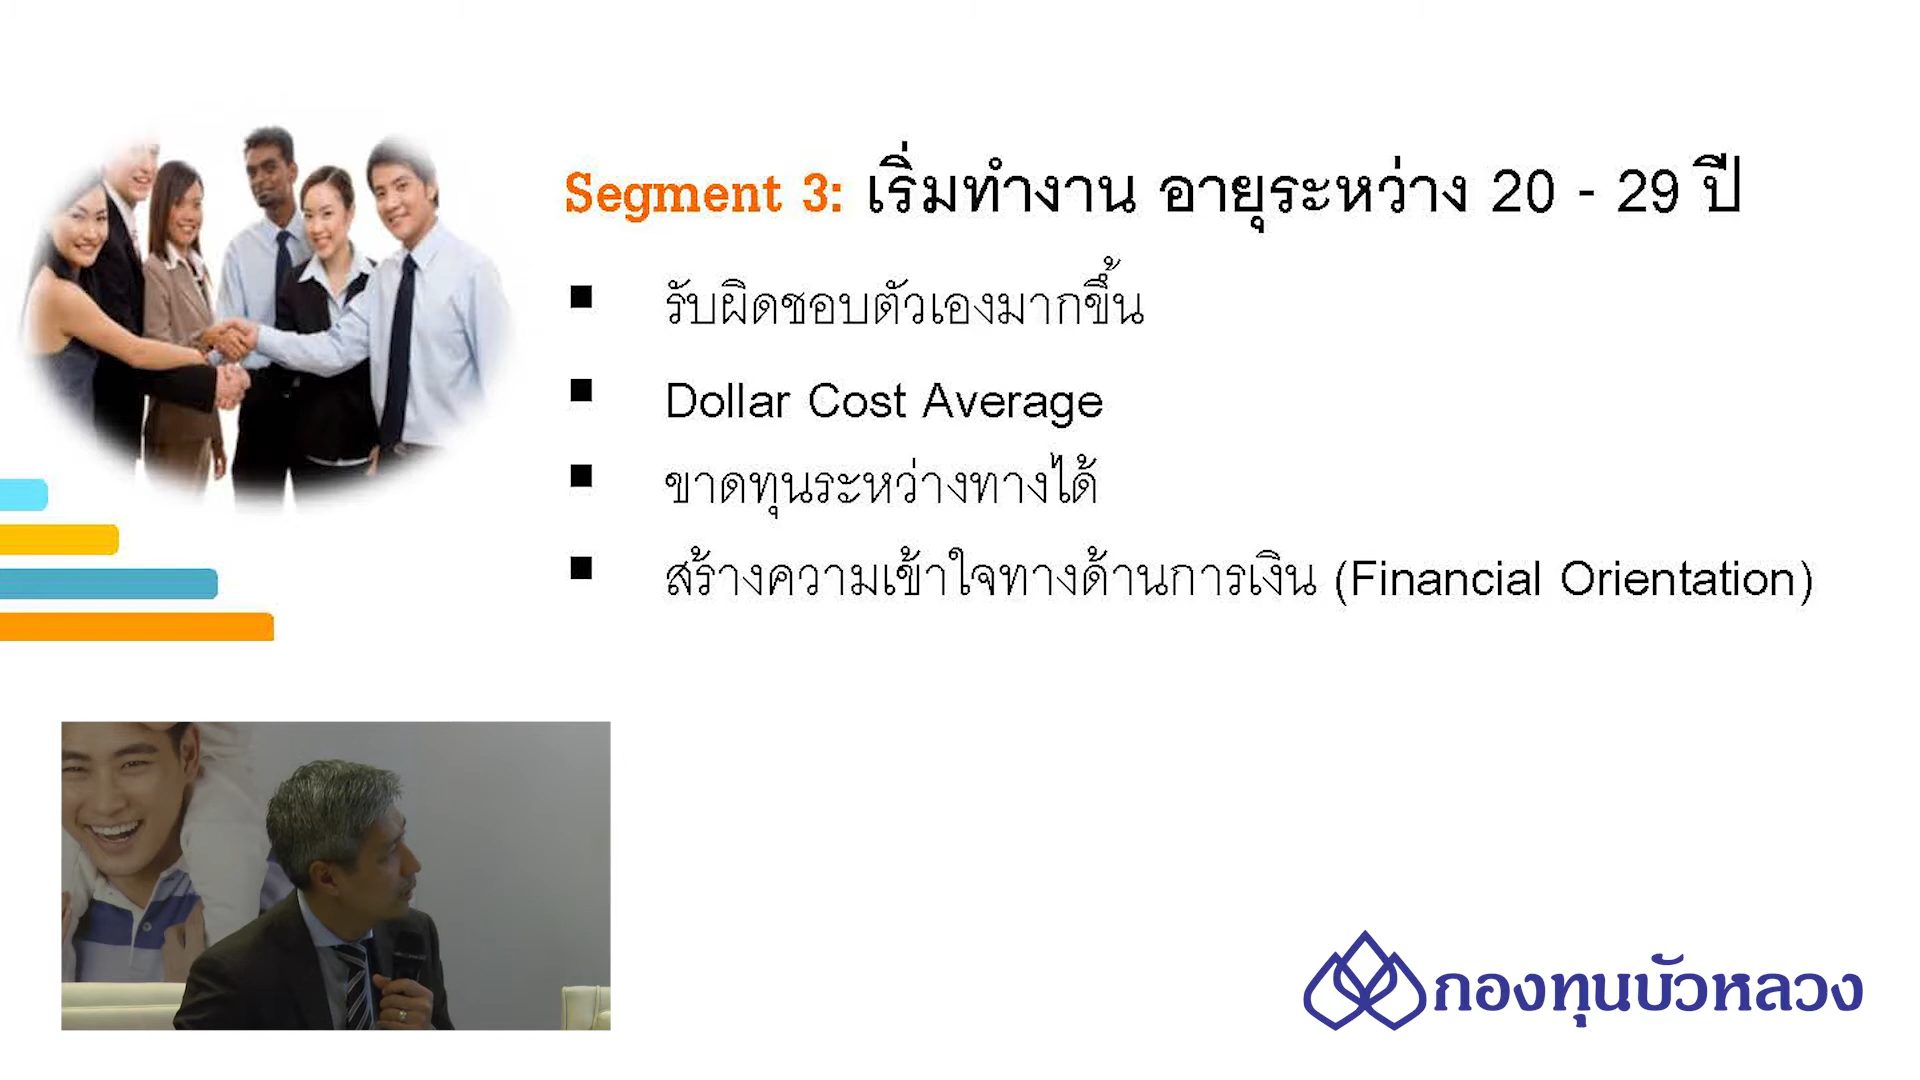 Segment 3: เริ่มทำงาน อายุระหว่าง 20 - 29 ปี
▪ รับผิดชอบตัวเองมากขึ้น
▪ Dollar Cost Average
▪ ขาดทุนระหว่างทางได้
▪ สร้างความเข้าใจทางด้านการเงิน (Financial Orientation)
กองทุนบัวหลวง